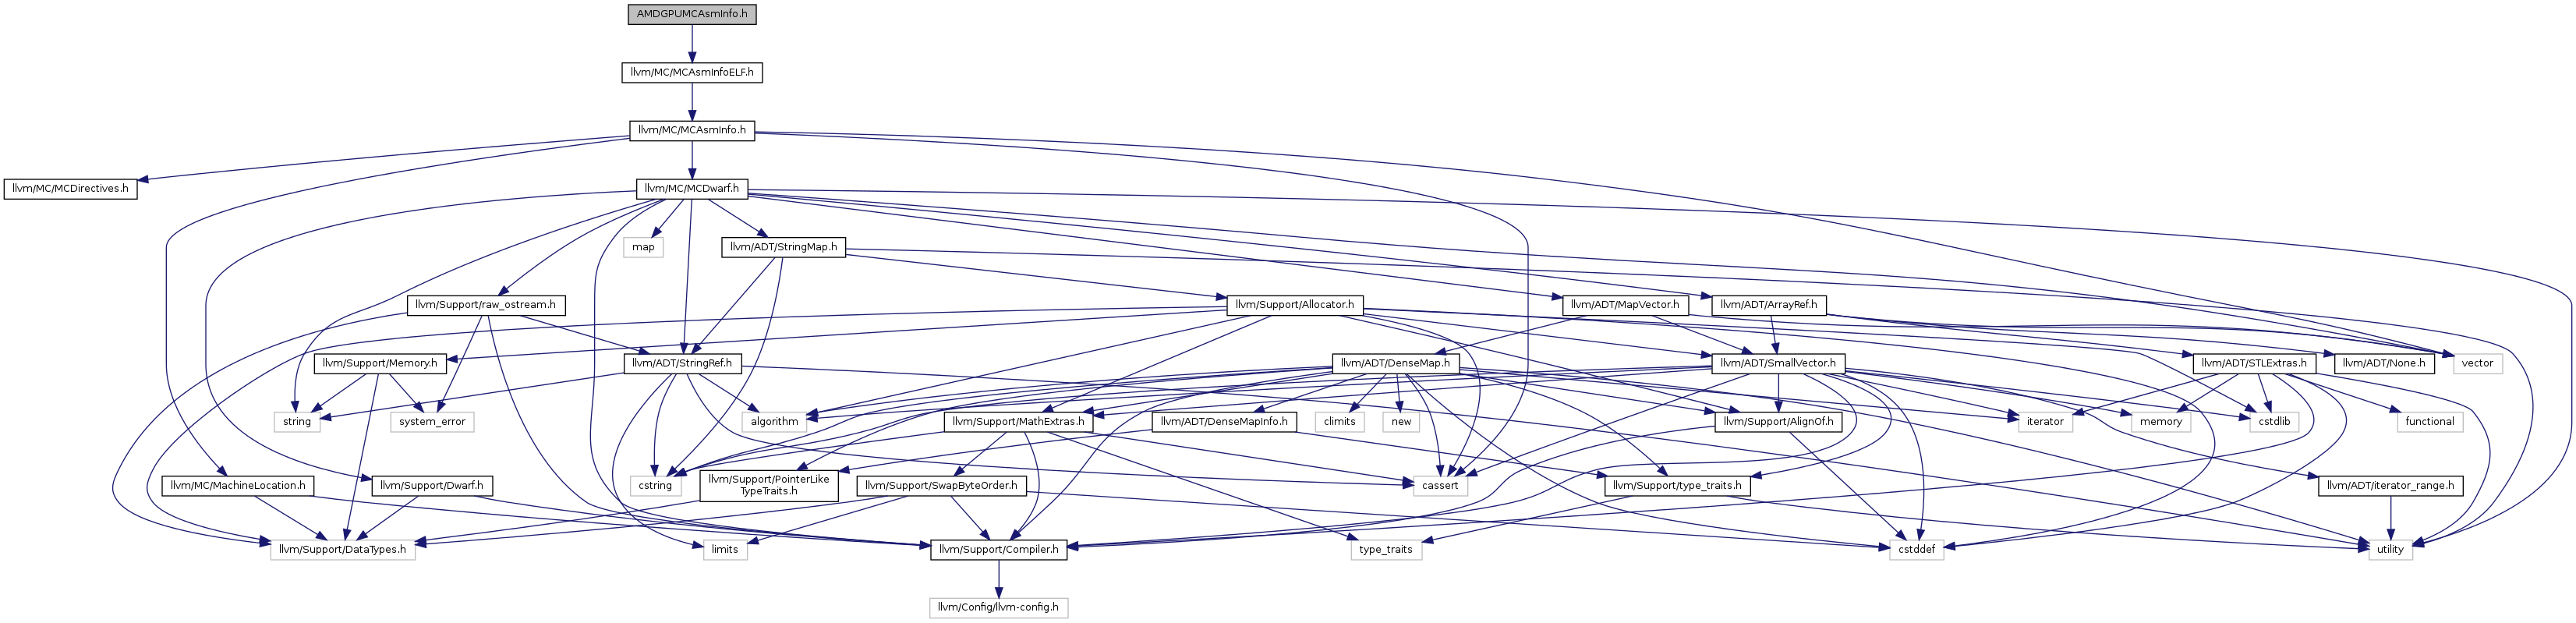 AMDGPUMCAsmInfo.h
llvm/MC/MCAsmInfoELF.h
llvm/MC/MCAsmInfo.h
llvm/MC/MCDirectives.h
llvm/MC/MCDwarf.h
map
llvm/ADT/StringMap.h
llvm/Support/raw_ostream.h
llvm/Support/Allocator.h
llvm/ADT/MapVector.h
llvm/ADT/ArrayRef.h
llvm/Support/Memory.h
llvm/ADT/StringRef.h
llvm/ADT/DenseMap.h
llvm/ADT/SmallVector.h
llvm/ADT/STLExtras.h
llvm/ADT/None.h
vector
string
system_error
algorithm
llvm/Support/MathExtras.h
llvm/ADT/DenseMapInfo.h
climits
new
llvm/Support/AlignOf.h
iterator
memory
cstdlib
functional
llvm/MC/MachineLocation.h
llvm/Support/Dwarf.h
cstring
llvm/Support/PointerLike
TypeTraits.h
llvm/Support/SwapByteOrder.h
cassert
llvm/Support/type_traits.h
llvm/ADT/iterator_range.h
llvm/Support/DataTypes.h
limits
llvm/Support/Compiler.h
type_traits
cstddef
utility
llvm/Config/llvm-config.h